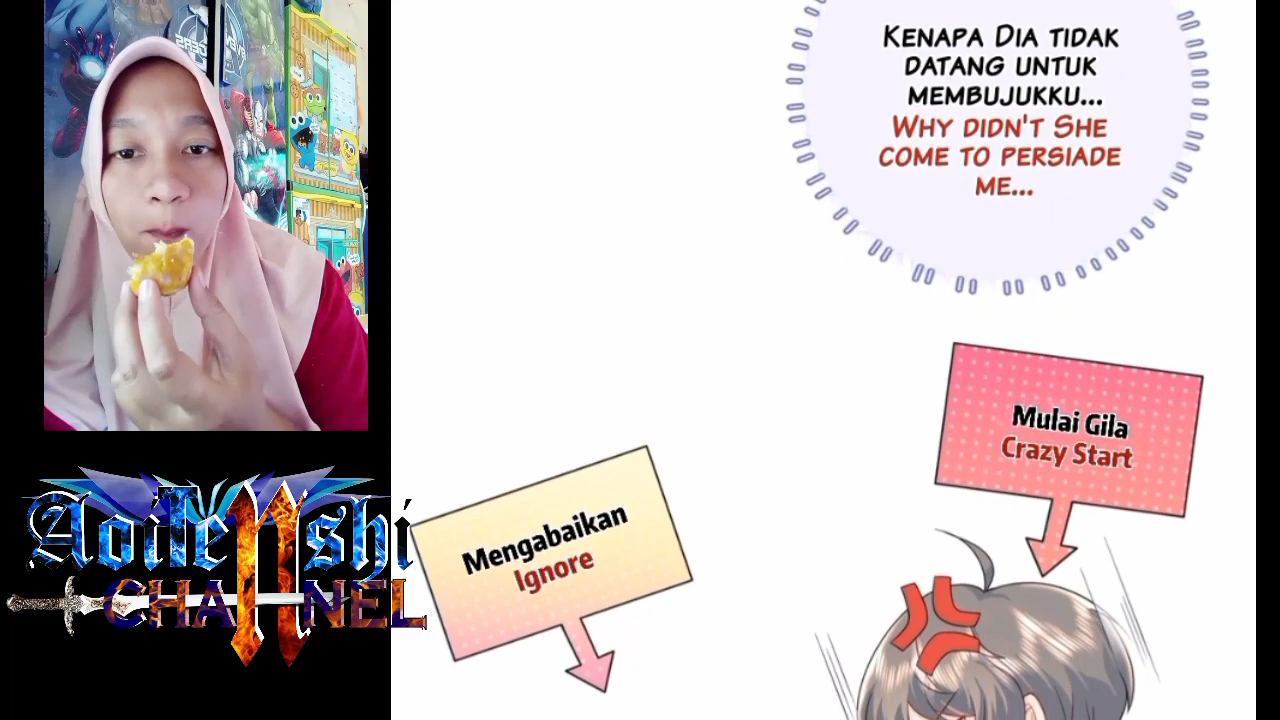 KENAPA DIA TIDAK
DATANG UNTUK
MEMBUJUKKU...
WHY DIDN'T SHE
COME TO PERSIADE
ME...
Mulai Gila
Crazy Start
Mengabaikan
Ignore
AoilenShi
CHANNEL